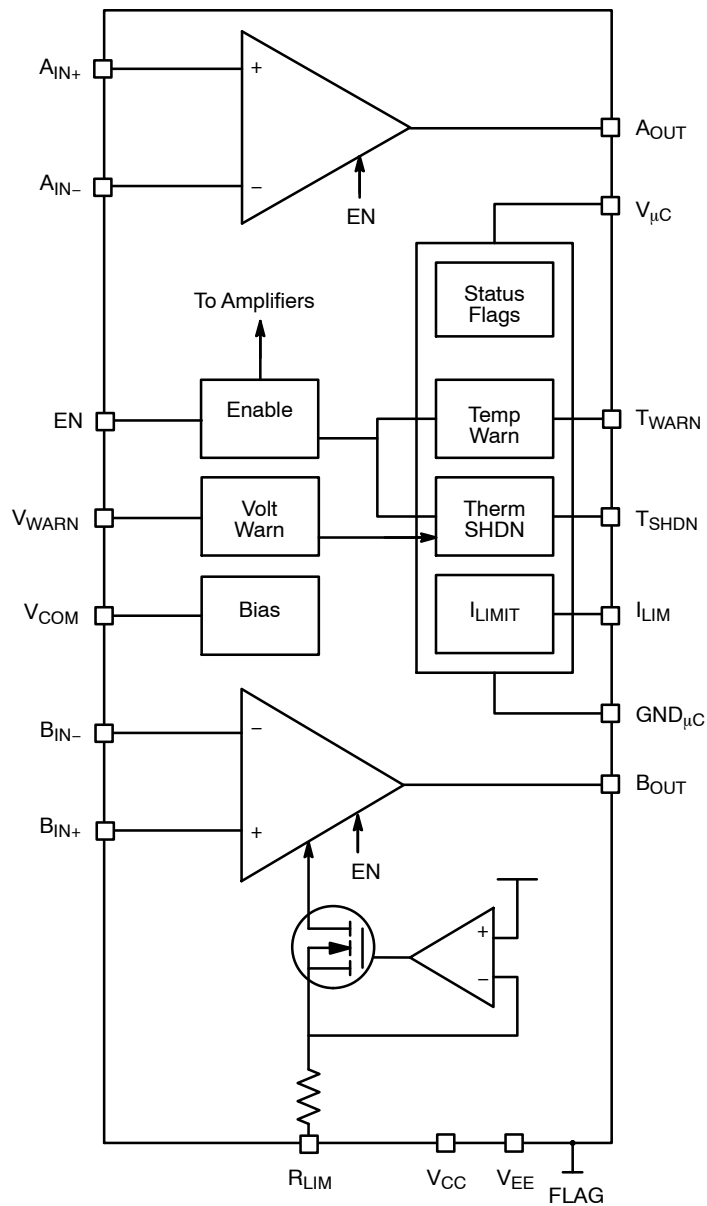 A_IN+
+
A_OUT
A_IN−
−
EN
V_µC
Status
Flags
To Amplifiers
EN
Enable
Temp
Warn
T_WARN
V_WARN
Volt
Warn
Therm
SHDN
T_SHDN
V_COM
Bias
I_LIMIT
I_LIM
GND_µC
B_IN−
−
B_OUT
B_IN+
+
EN
+
−
R_LIM
V_CC
V_EE
FLAG